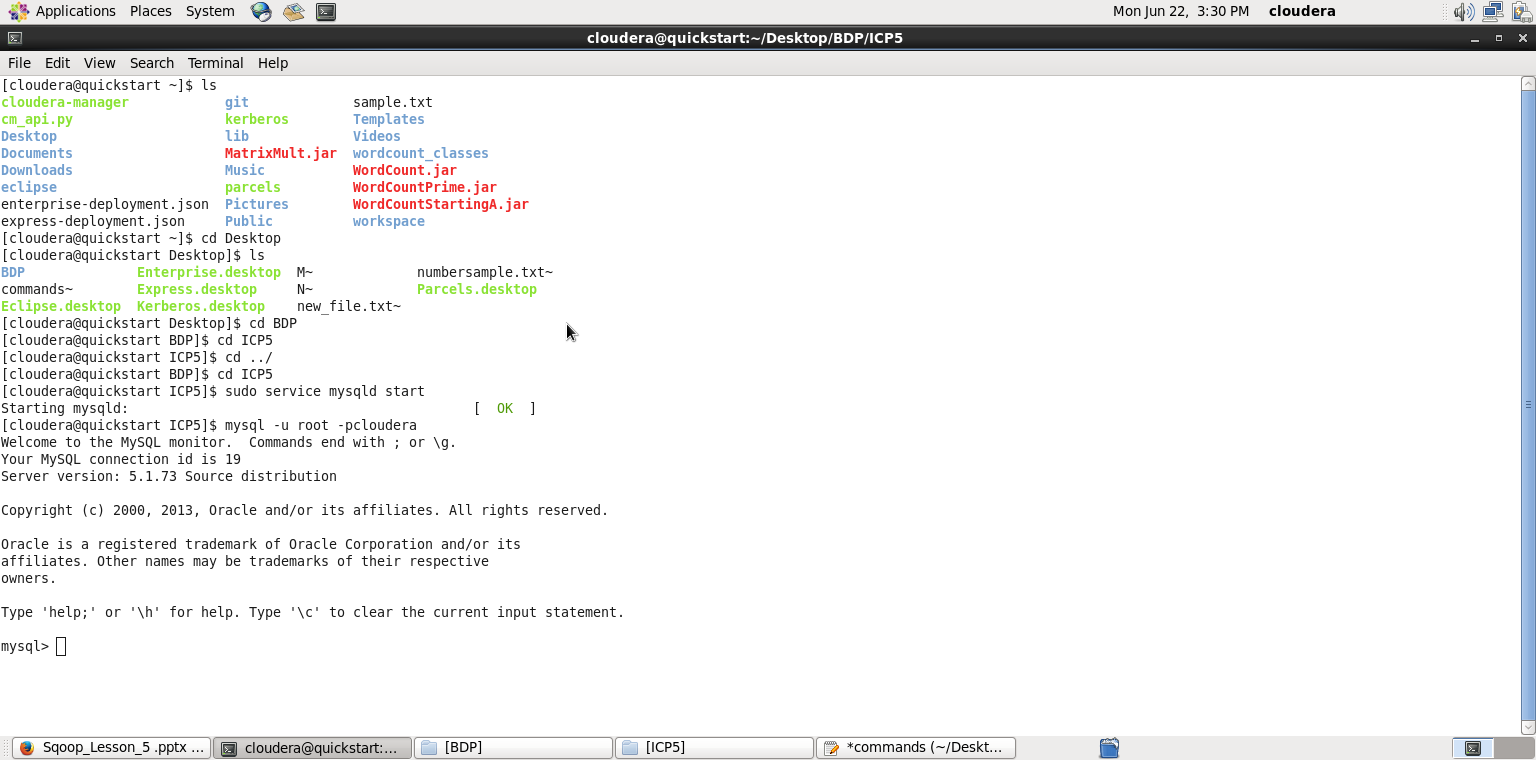 Applications Places System Mon Jun 22, 3:30 PM cloudera
cloudera@quickstart:~/Desktop/BDP/ICP5
File Edit View Search Terminal Help
[cloudera@quickstart ~]$ ls
cloudera-manager git sample.txt
cm_api.py kerberos Templates
Desktop lib Videos
Documents MatrixMult.jar wordcount_classes
Downloads Music WordCount.jar
eclipse parcels WordCountPrime.jar
enterprise-deployment.json Pictures WordCountStartingA.jar
express-deployment.json Public workspace
[cloudera@quickstart ~]$ cd Desktop
[cloudera@quickstart Desktop]$ ls
BDP Enterprise.desktop M~ numbersample.txt~
commands~ Express.desktop N~ Parcels.desktop
Eclipse.desktop Kerberos.desktop new_file.txt~
[cloudera@quickstart Desktop]$ cd BDP
[cloudera@quickstart BDP]$ cd ICP5
[cloudera@quickstart ICP5]$ cd ../
[cloudera@quickstart BDP]$ cd ICP5
[cloudera@quickstart ICP5]$ sudo service mysqld start
Starting mysqld: [ OK ]
[cloudera@quickstart ICP5]$ mysql -u root -pcloudera
Welcome to the MySQL monitor. Commands end with ; or \g.
Your MySQL connection id is 19
Server version: 5.1.73 Source distribution
Copyright (c) 2000, 2013, Oracle and/or its affiliates. All rights reserved.
Oracle is a registered trademark of Oracle Corporation and/or its
affiliates. Other names may be trademarks of their respective
owners.
Type 'help;' or '\h' for help. Type '\c' to clear the current input statement.
mysql>
Sqoop_Lesson_5 .pptx ... cloudera@quickstart:... [BDP] [ICP5] *commands (~/Deskt...